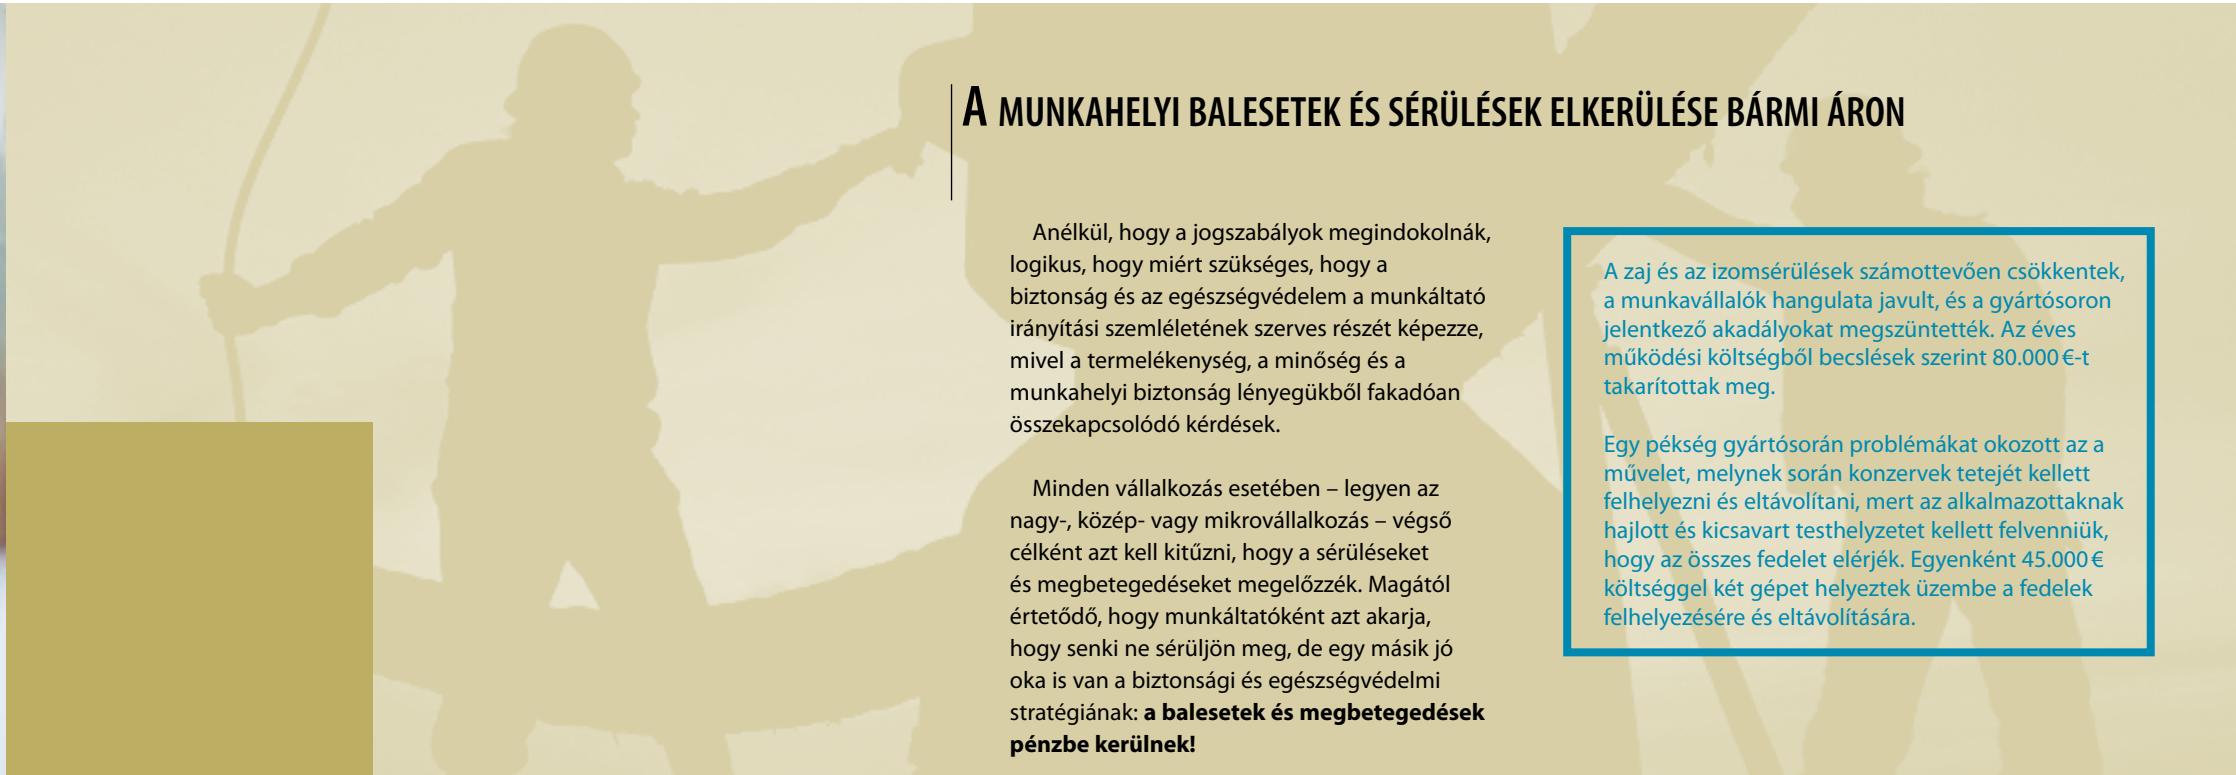 A MUNKAHELYI BALESETEK ÉS SÉRÜLÉSEK ELKERÜLÉSE BÁRMI ÁRON
Anélkül, hogy a jogszabályok megindokolnák,
logikus, hogy miért szükséges, hogy a
biztonság és az egészségvédelem a munkáltató
irányítási szemléletének szerves részét képezze,
mivel a termelékenység, a minőség és a
munkahelyi biztonság lényegükből fakadóan
összekapcsolódó kérdések.
Minden vállalkozás esetében – legyen az
nagy-, közép- vagy mikrovállalkozás – végső
célként azt kell kitűzni, hogy a sérüléseket
és megbetegedéseket megelőzzék. Magától
értetődő, hogy munkáltatóként azt akarja,
hogy senki ne sérüljön meg, de egy másik jó
oka is van a biztonsági és egészségvédelmi
stratégiának: a balesetek és megbetegedések
pénzbe kerülnek!
A zaj és az izomsérülések számottevően csökkentek,
a munkavállalók hangulata javult, és a gyártósoron
jelentkező akadályokat megszüntették. Az éves
működési költségből becslések szerint 80.000 €-t
takarítottak meg.
Egy pékség gyártósorán problémákat okozott az a
művelet, melynek során konzervek tetejét kellett
felhelyezni és eltávolítani, mert az alkalmazottaknak
hajlott és kicsavart testhelyzetet kellett felvenniük,
hogy az összes fedelet elérjék. Egyenként 45.000 €
költséggel két gépet helyeztek üzembe a fedelek
felhelyezésére és eltávolítására.